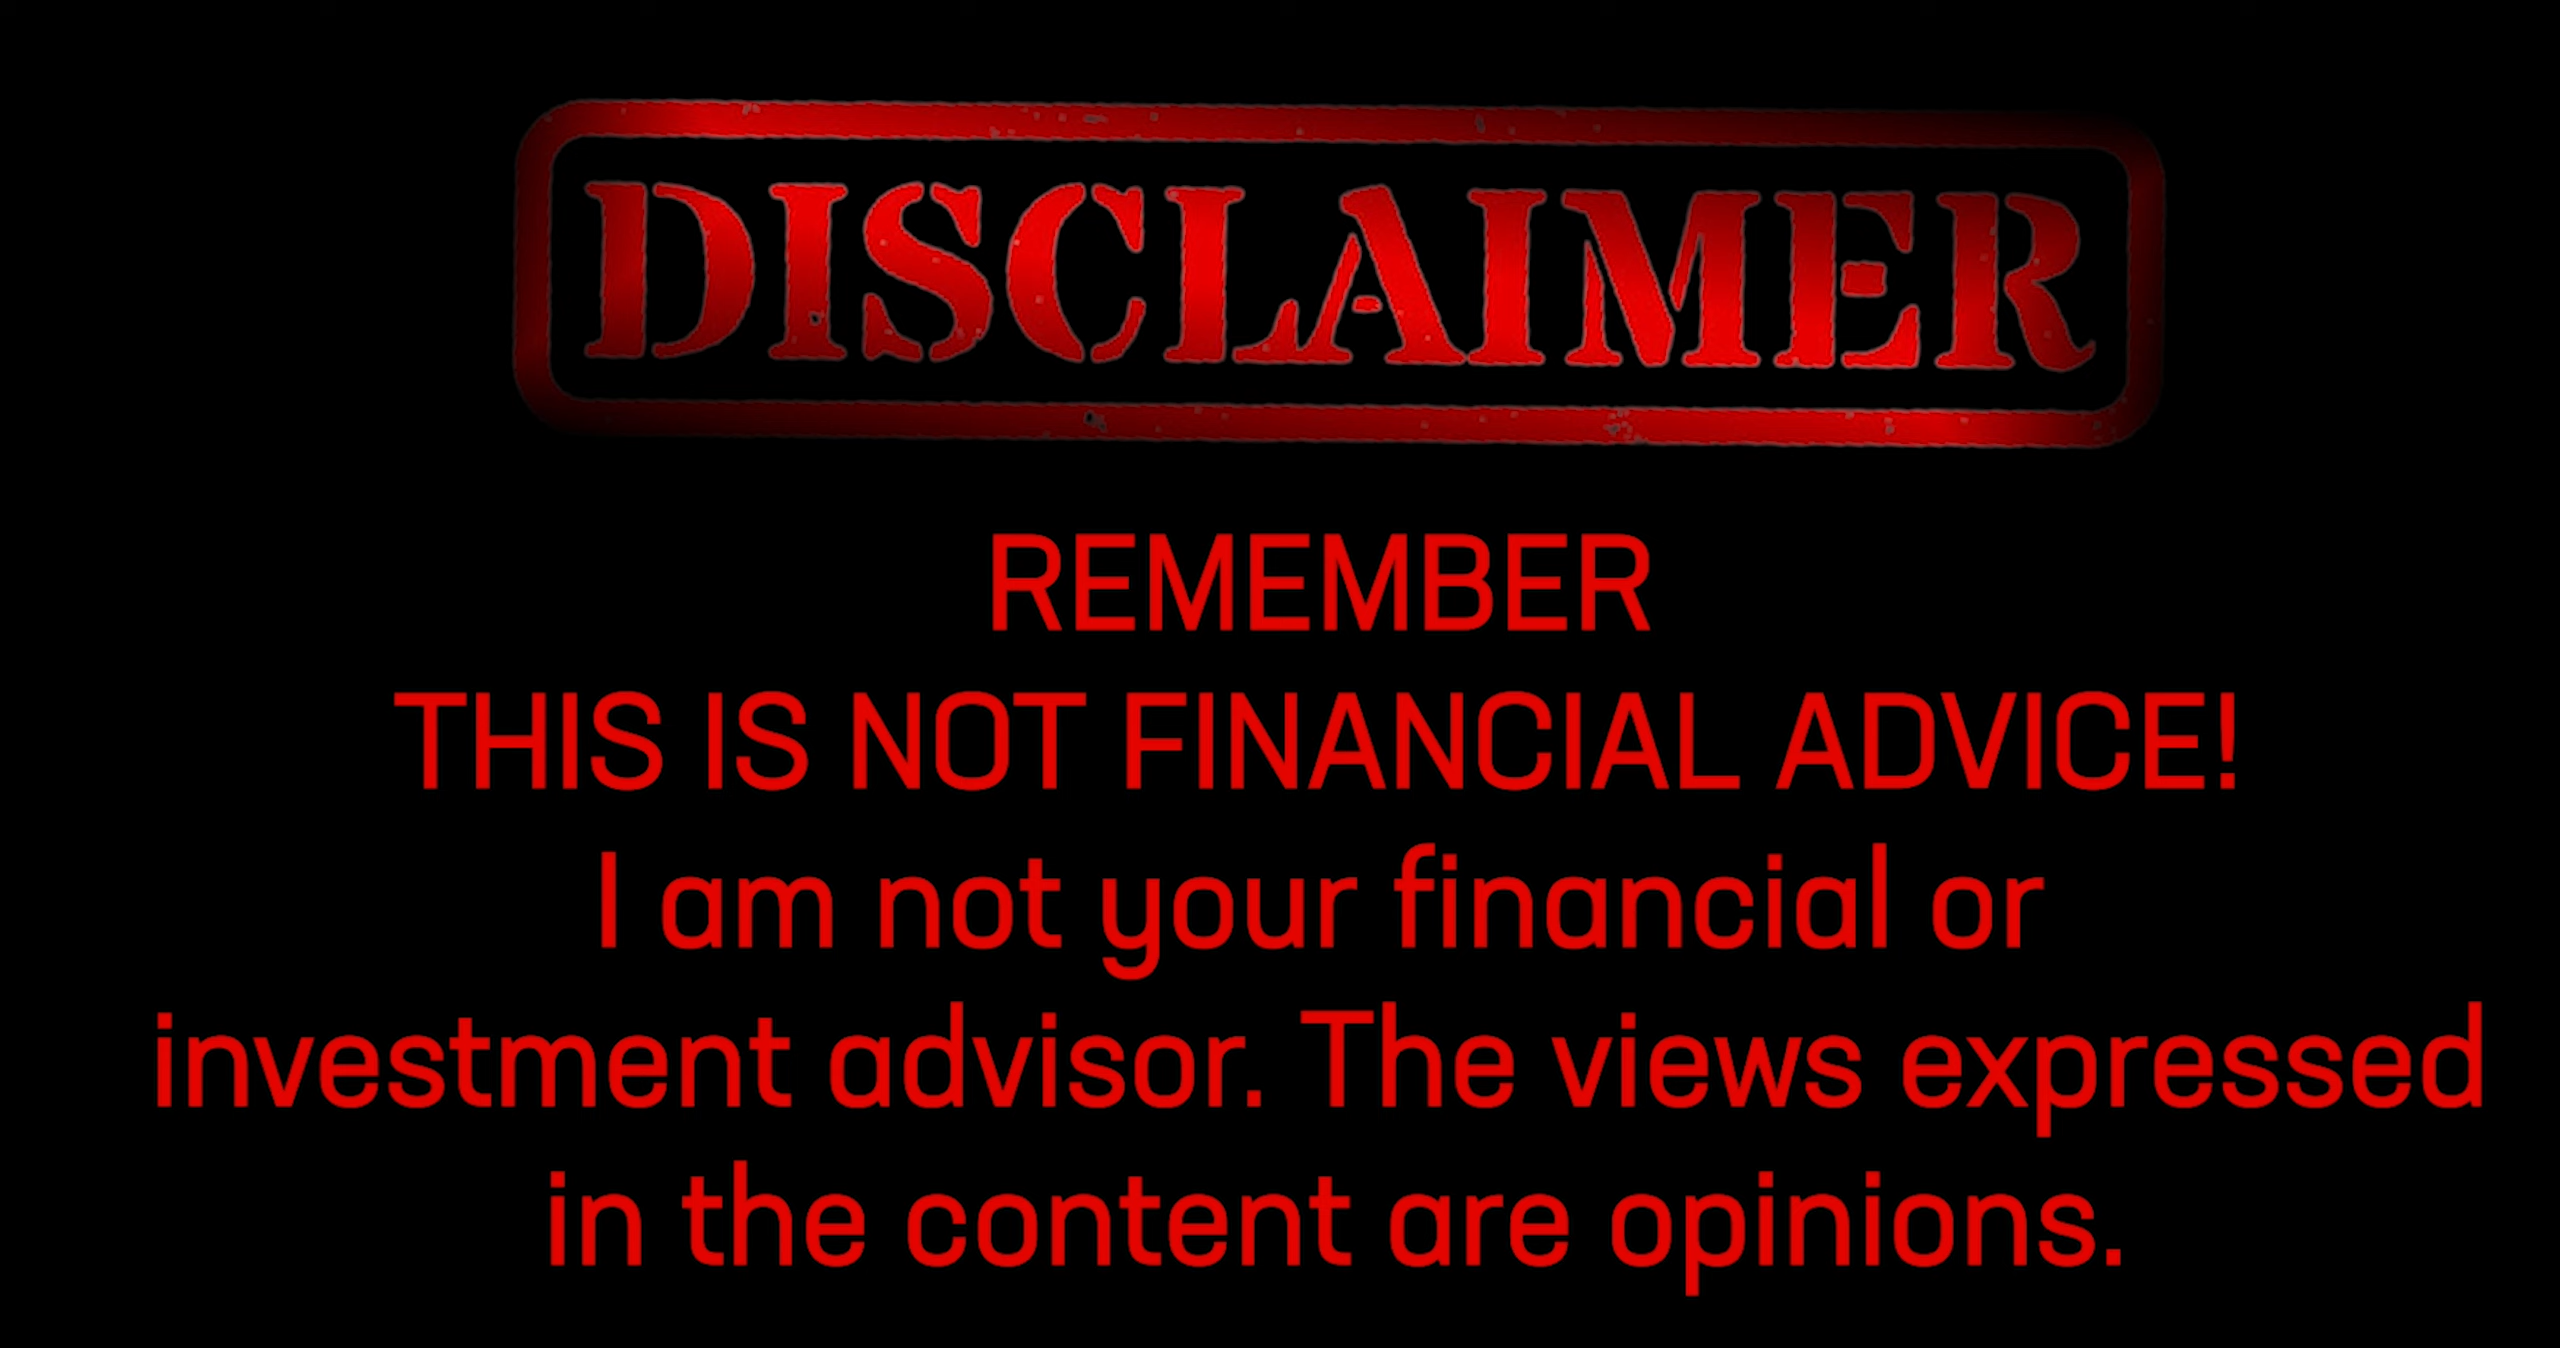 DISCLAIMER
REMEMBER
THIS IS NOT FINANCIAL ADVICE!
I am not your financial or
investment advisor. The views expressed
in the content are opinions.